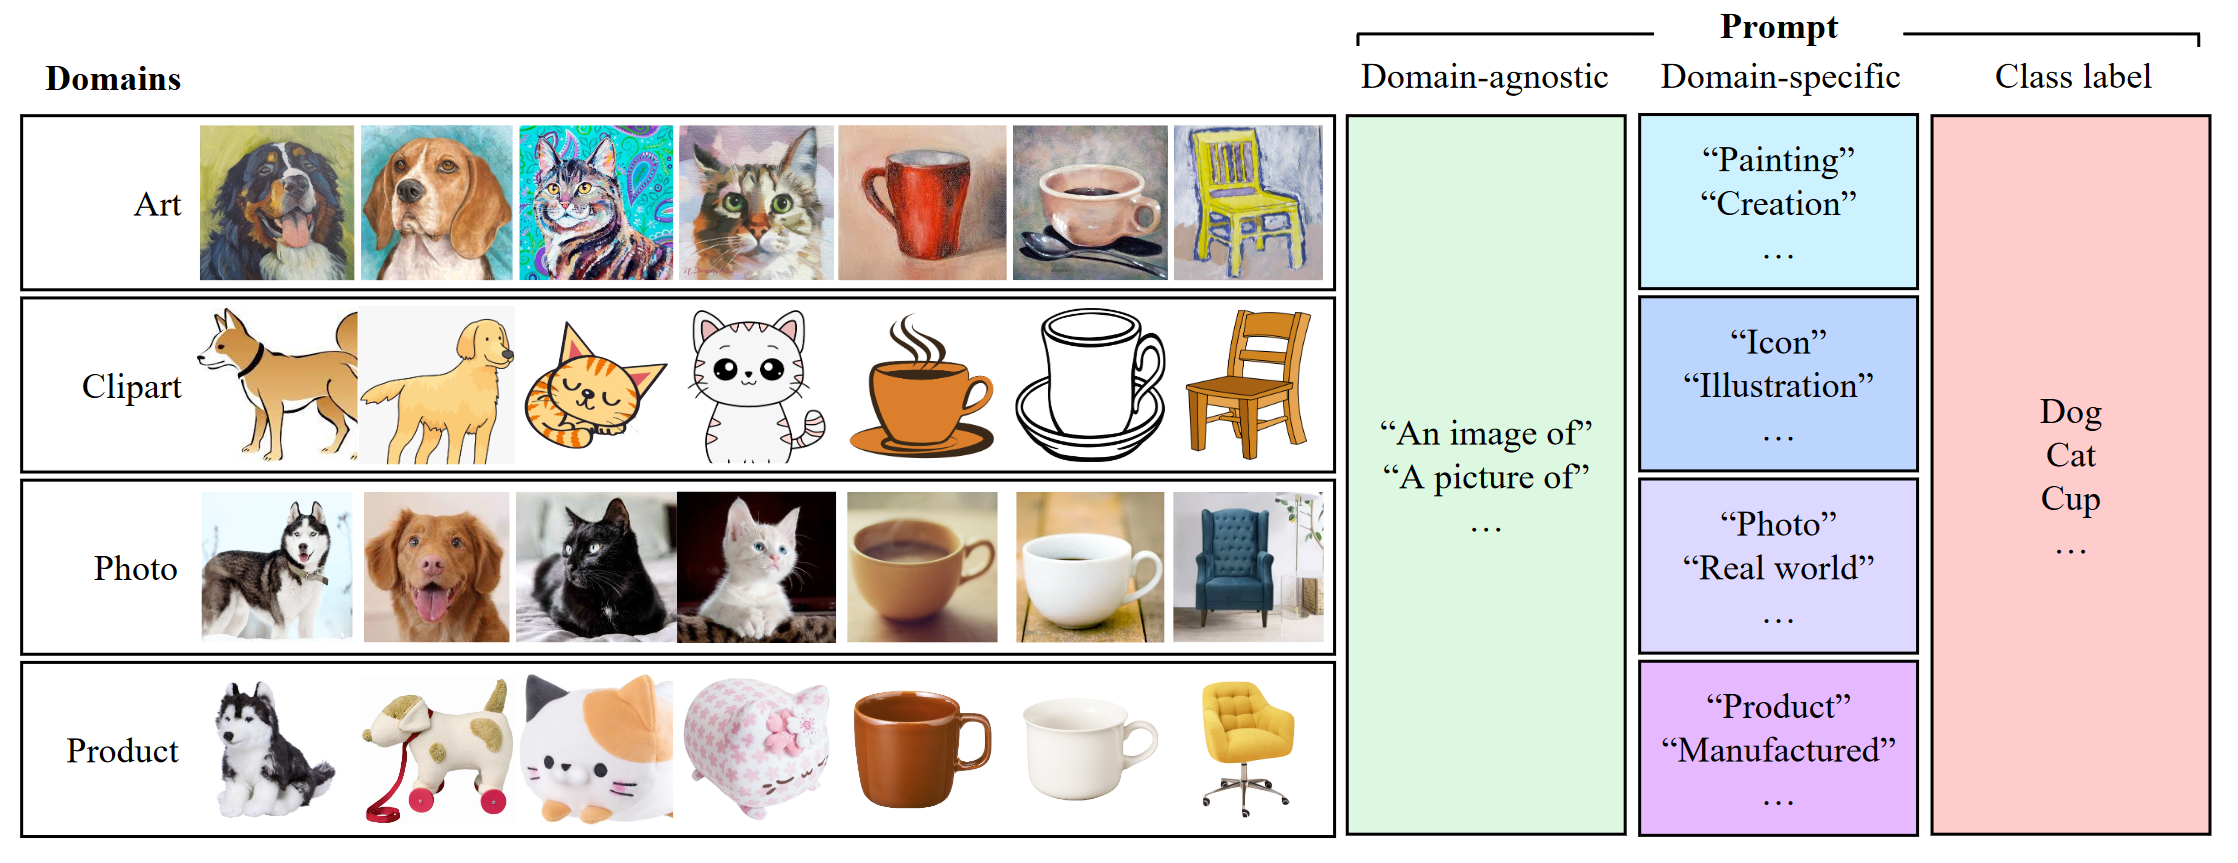 Prompt
Domains
Domain-agnostic
Domain-specific
Class label
Art
“Painting”
“Creation”
…
Clipart
“Icon”
“Illustration”
…
“An image of”
“A picture of”
…
Dog
Cat
Cup
…
Photo
“Photo”
“Real world”
…
Product
“Product”
“Manufactured”
…